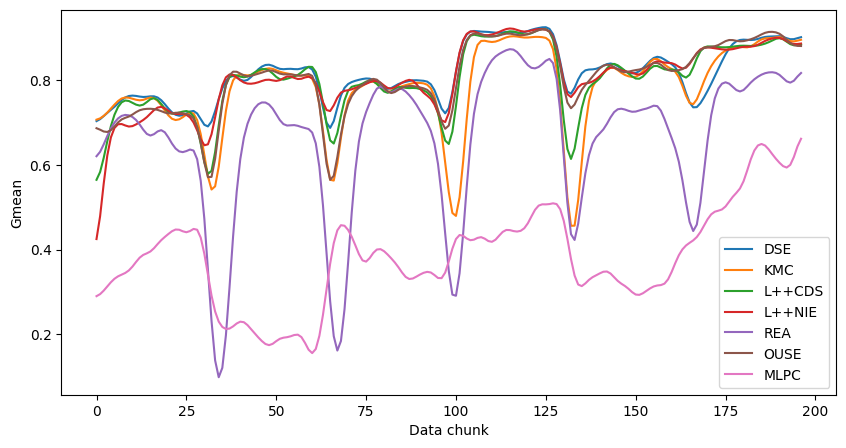 Gmean
0.8
0.6
0.4
0.2
0 25 50 75 100 125 150 175 200
Data chunk
DSE
KMC
L++CDS
L++NIE
REA
OUSE
MLPC